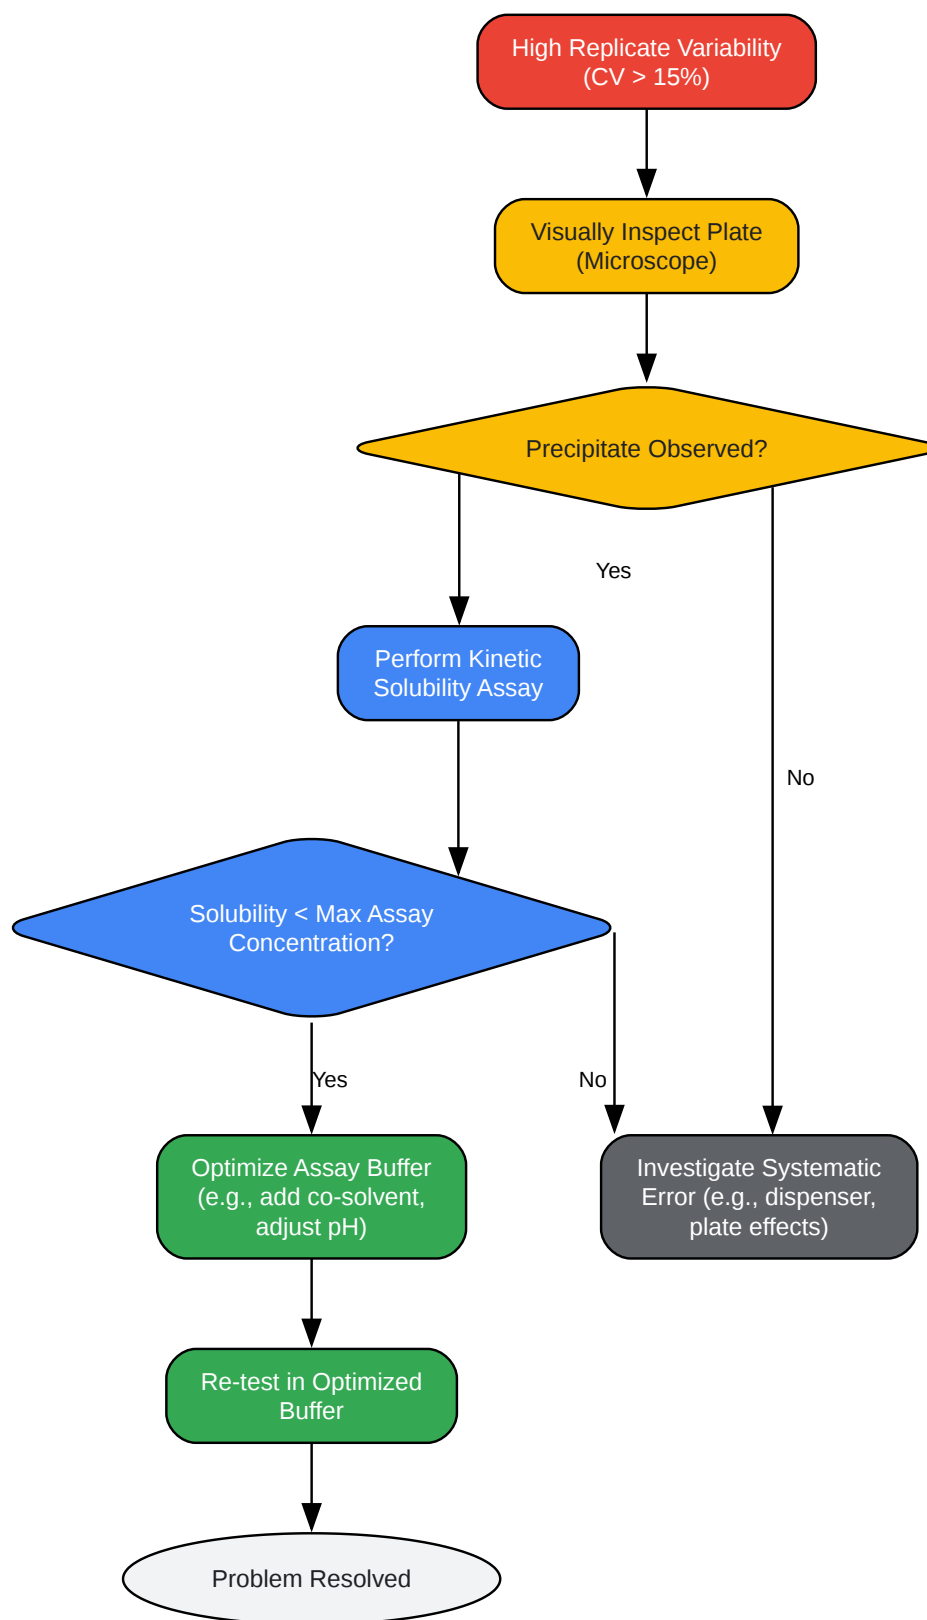 High Replicate Variability
(CV > 15%)
Visually Inspect Plate
(Microscope)
Precipitate Observed?
Yes
Perform Kinetic
Solubility Assay
No
Solubility < Max Assay
Concentration?
Yes
No
Optimize Assay Buffer
(e.g., add co-solvent,
adjust pH)
Investigate Systematic
Error (e.g., dispenser,
plate effects)
Re-test in Optimized
Buffer
Problem Resolved